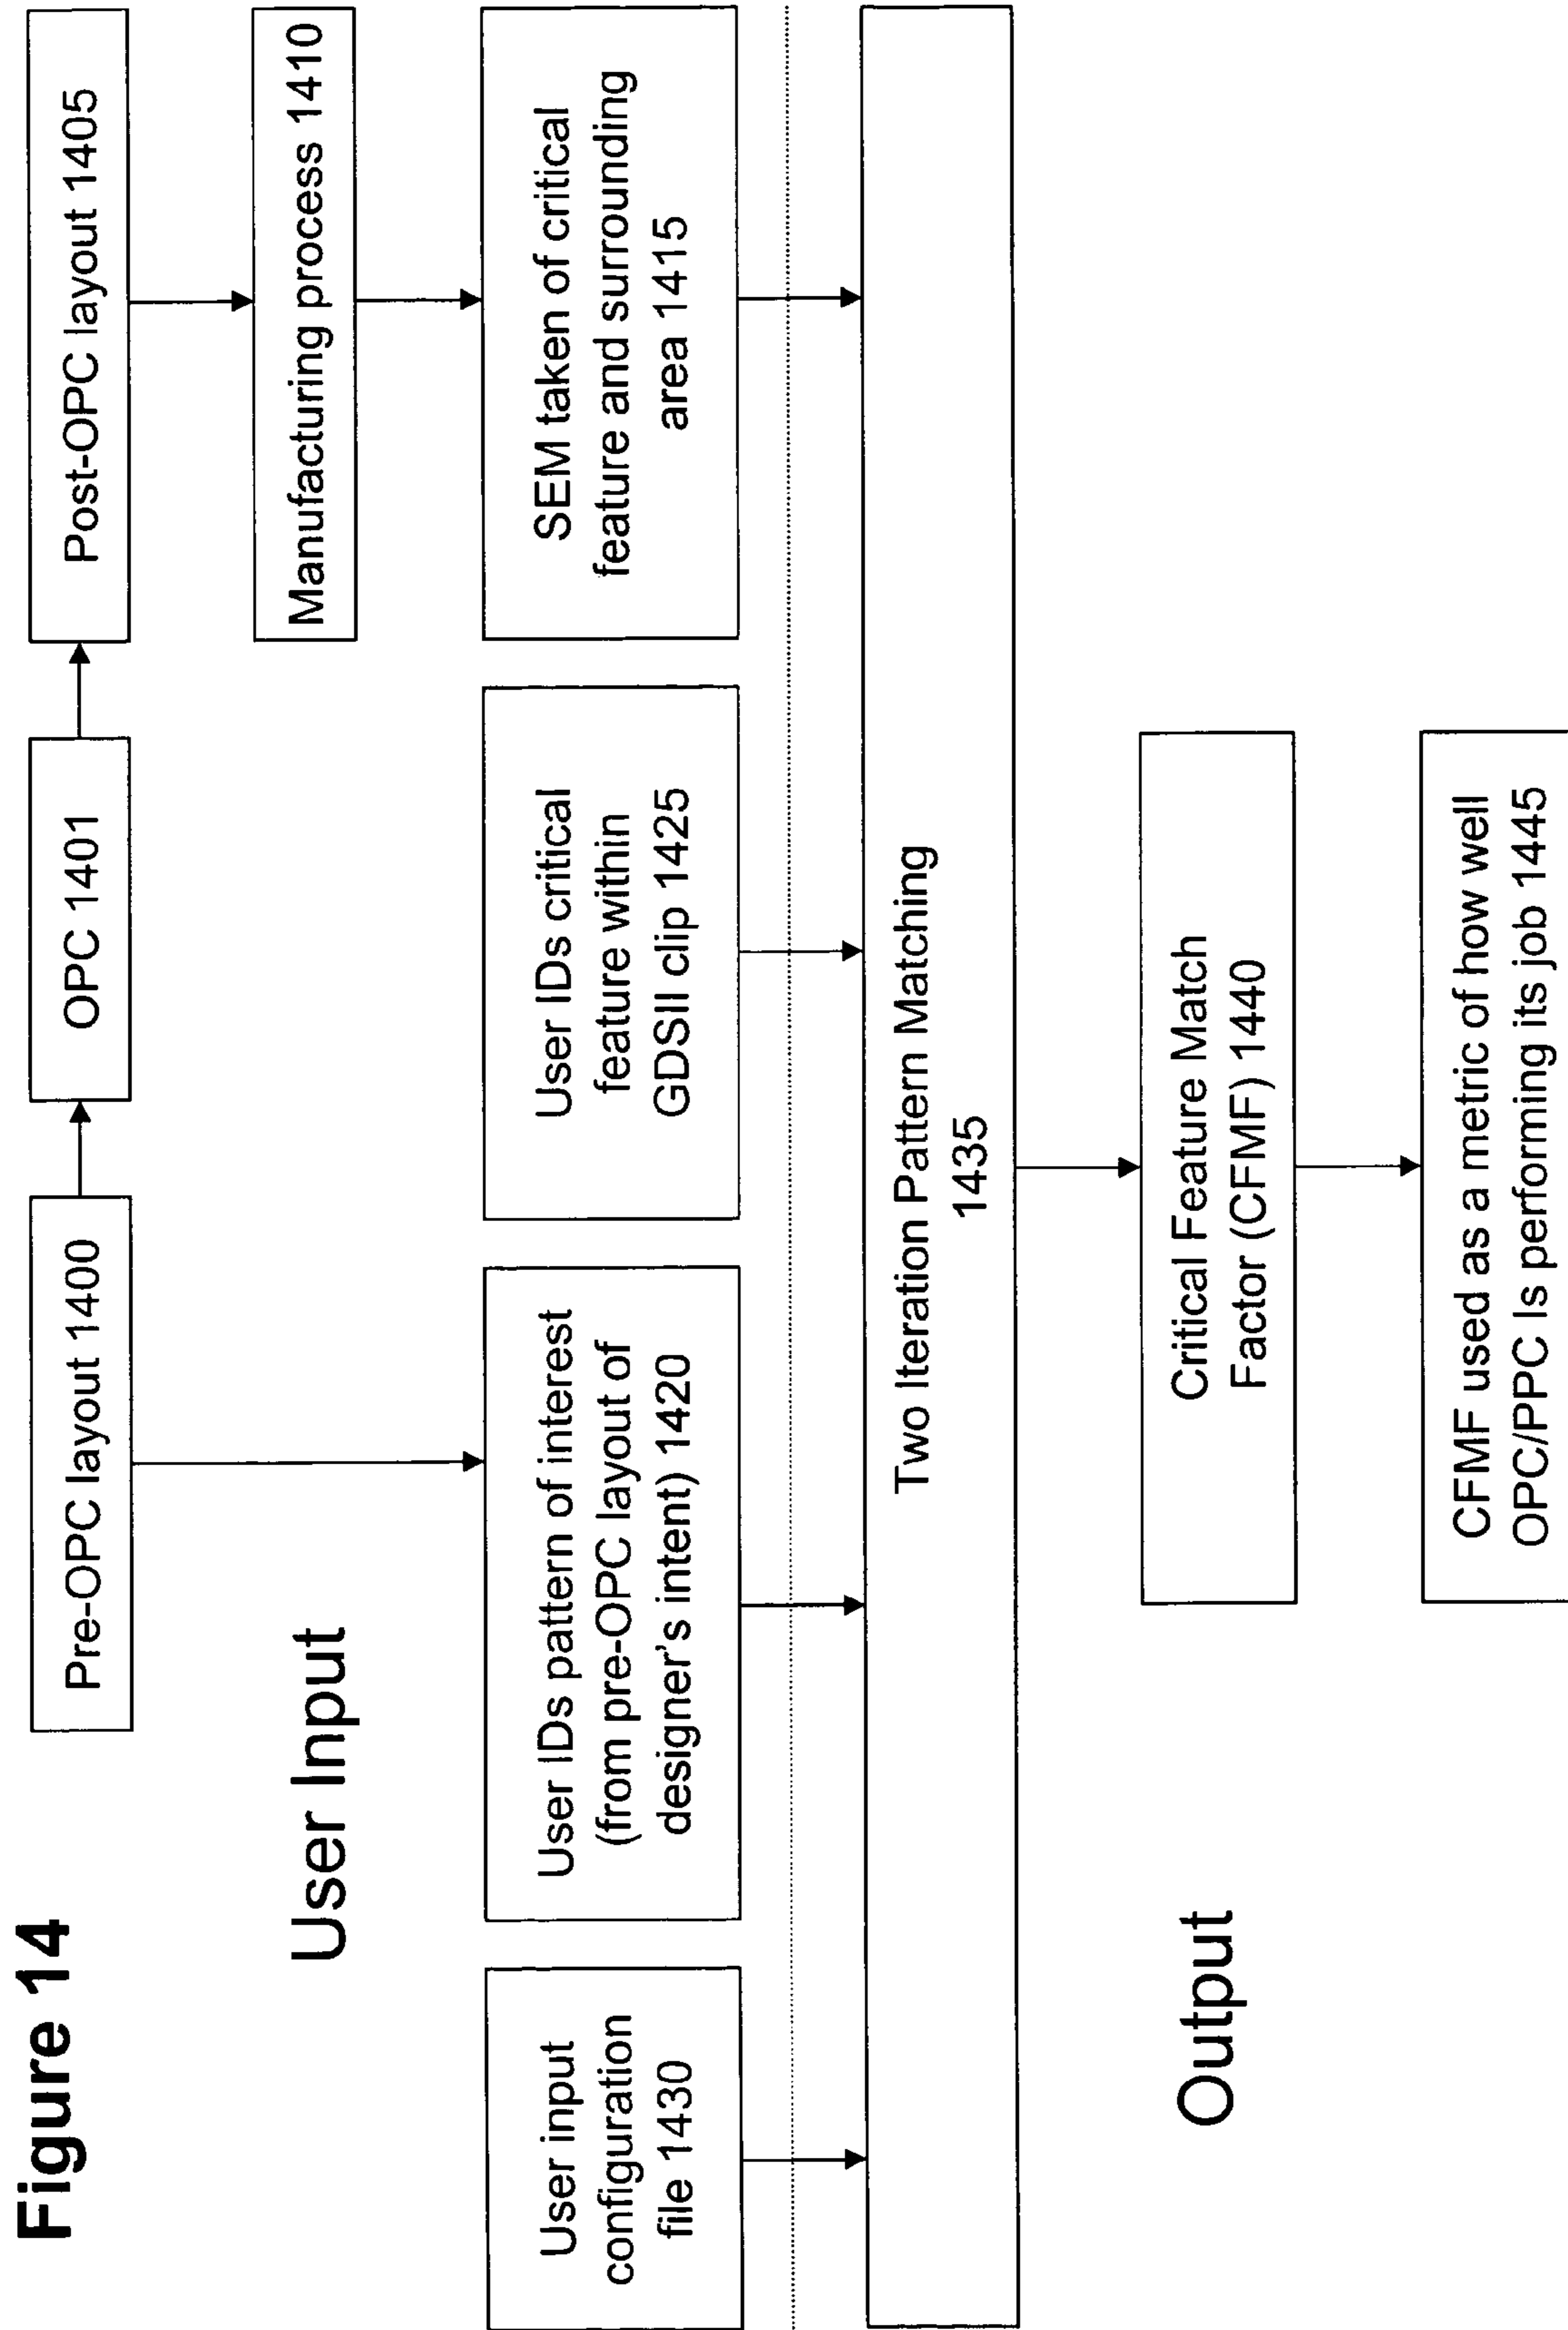 Figure 14
Pre-OPC layout 1400
OPC 1401
Post-OPC layout 1405
User Input
Manufacturing process 1410
User input
configuration
file 1430
User IDs pattern of interest
(from pre-OPC layout of
designer's intent) 1420
User IDs critical
feature within
GDSII clip 1425
SEM taken of critical
feature and surrounding
area 1415
Two Iteration Pattern Matching
1435
Output
Critical Feature Match
Factor (CFMF) 1440
CFMF used as a metric of how well
OPC/PPC Is performing its job 1445